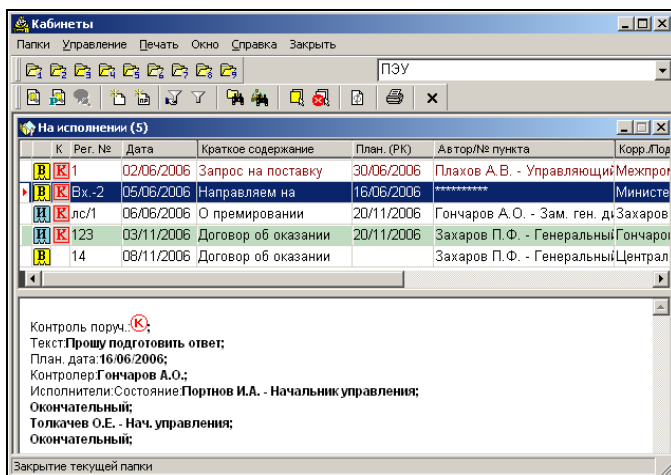 Кабинеты
Папки Управление Печать Окно Справка Закрыть
ПЭУ
На исполнении (5)
К Рег. № Дата Краткое содержание План. (РК) Автор/№ пункта Корр./Под
В К 1 02/06/2006 Запрос на поставку 30/06/2006 Плахов А.В. - Управляющий Межпром
В К Вх.-2 05/06/2006 Направляем на 16/06/2006 ********** Министе
И К лс/1 06/06/2006 О премировании 20/11/2006 Гончаров А.О. - Зам. ген. ди Захаров
И К 123 03/11/2006 Договор об оказании 20/11/2006 Захаров П.Ф. - Генеральный Гончаро
В 14 08/11/2006 Договор об оказании Захаров П.Ф. - Генеральный Централ
Контроль поруч.:К;
Текст:Прошу подготовить ответ;
План. дата:16/06/2006;
Контролер:Гончаров А.О.;
Исполнители:Состояние:Портнов И.А. - Начальник управления;
Окончательный;
Толкачев О.Е. - Нач. управления;
Окончательный;
Закрытие текущей папки